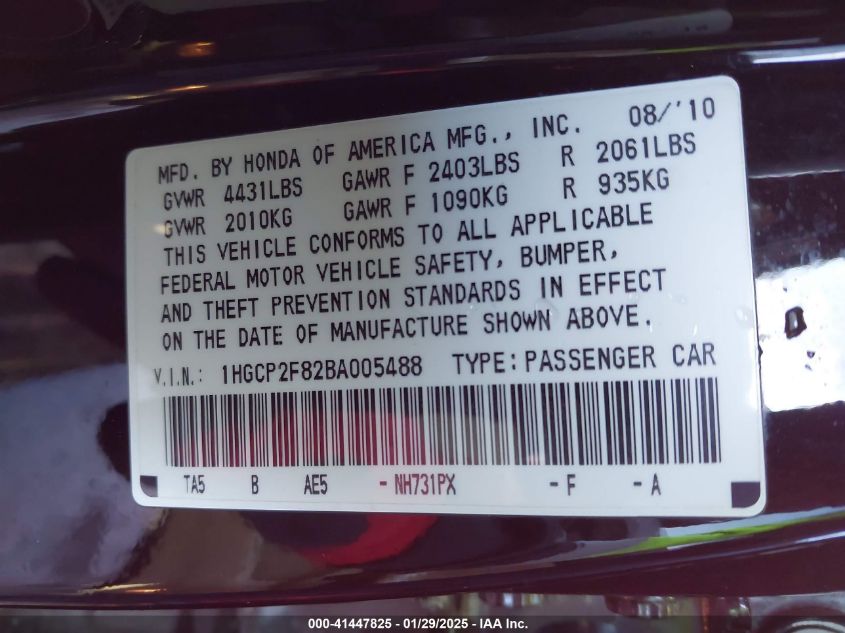 MFD. BY HONDA OF AMERICA MFG., INC. 08/'10
GVWR 4431LBS GAWR F 2403LBS R 2061LBS
GVWR 2010KG GAWR F 1090KG R 935KG
THIS VEHICLE CONFORMS TO ALL APPLICABLE
FEDERAL MOTOR VEHICLE SAFETY, BUMPER,
AND THEFT PREVENTION STANDARDS IN EFFECT
ON THE DATE OF MANUFACTURE SHOWN ABOVE.
V.I.N.: 1HGCP2F82BA005488 TYPE:PASSENGER CAR
TA5 B AE5 -NH731PX -F -A
000-41447825 - 01/29/2025 - IAA Inc.